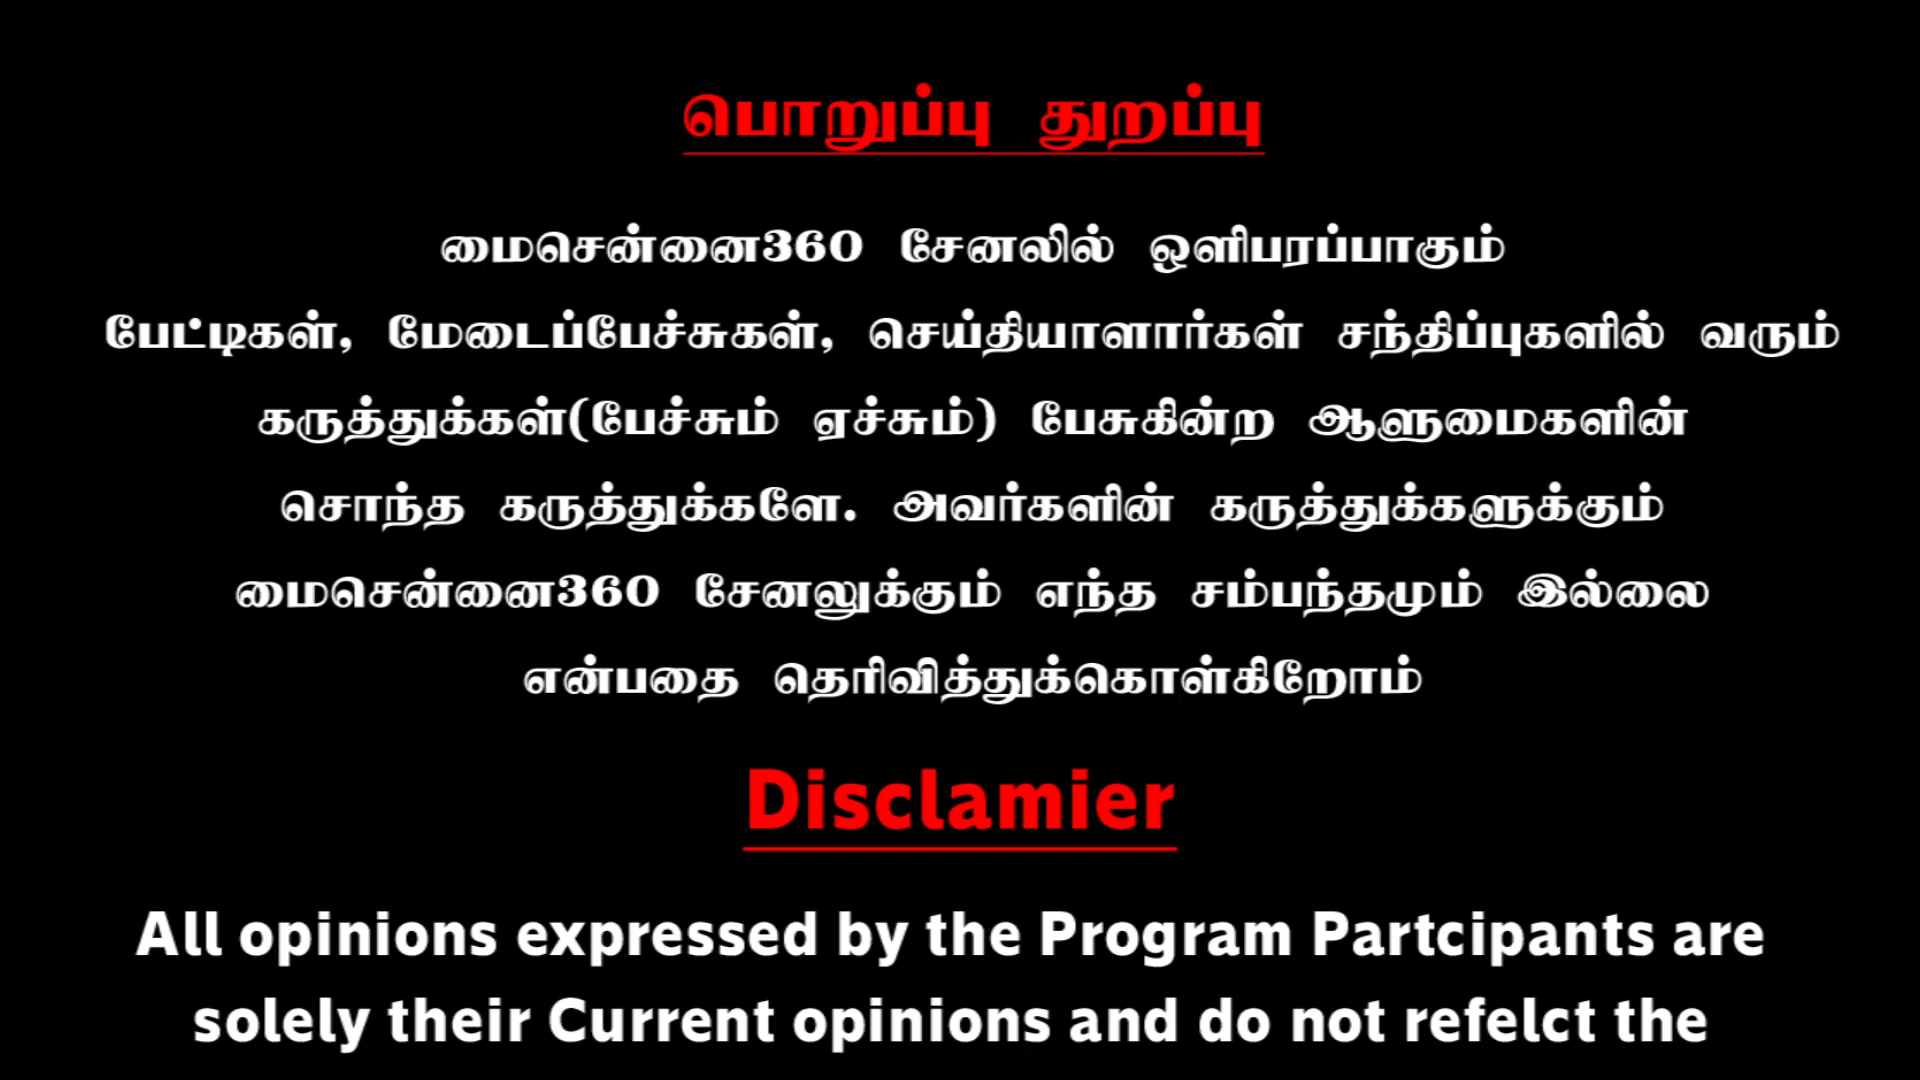 பொறுப்பு துறப்பு
மைசென்னை360 சேனலில் ஒளிபரப்பாகும்
பேட்டிகள், மேடைப்பேச்சுகள், செய்தியாளார்கள் சந்திப்புகளில் வரும்
கருத்துக்கள்(பேச்சும் ஏச்சும்) பேசுகின்ற ஆளுமைகளின்
சொந்த கருத்துக்களே. அவர்களின் கருத்துக்களுக்கும்
மைசென்னை360 சேனலுக்கும் எந்த சம்பந்தமும் இல்லை
என்பதை தெரிவித்துக்கொள்கிறோம்
Disclamier
All opinions expressed by the Program Partcipants are
solely their Current opinions and do not refelct the